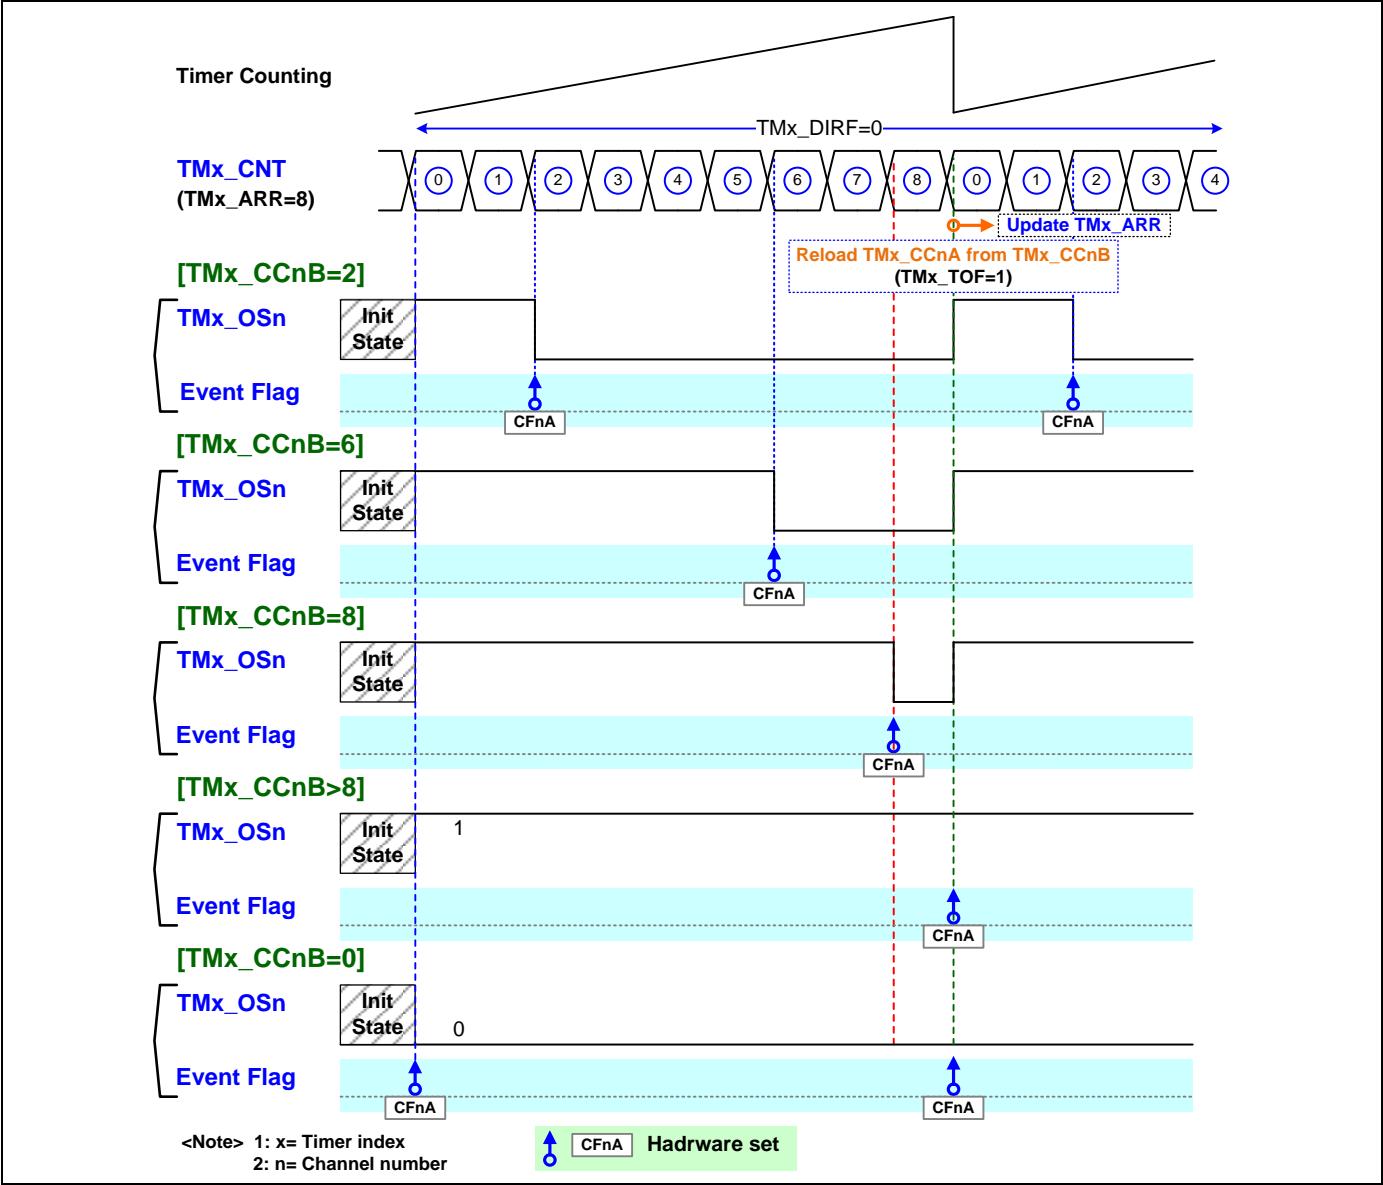 Timer Counting
TMx_DIRF=0
TMx_CNT
(TMx_ARR=8)
0 1 2 3 4 5 6 7 8 0 1 2 3 4
Update TMx_ARR
Reload TMx_CCnA from TMx_CCnB
(TMx_TOF=1)
[TMx_CCnB=2]
TMx_OSn
Init
State
Event Flag
CFnA
CFnA
[TMx_CCnB=6]
TMx_OSn
Init
State
Event Flag
CFnA
[TMx_CCnB=8]
TMx_OSn
Init
State
Event Flag
CFnA
[TMx_CCnB>8]
TMx_OSn
Init
State
1
Event Flag
CFnA
[TMx_CCnB=0]
TMx_OSn
Init
State
0
Event Flag
CFnA
CFnA
<Note> 1: x= Timer index
2: n= Channel number
CFnA Hadrware set